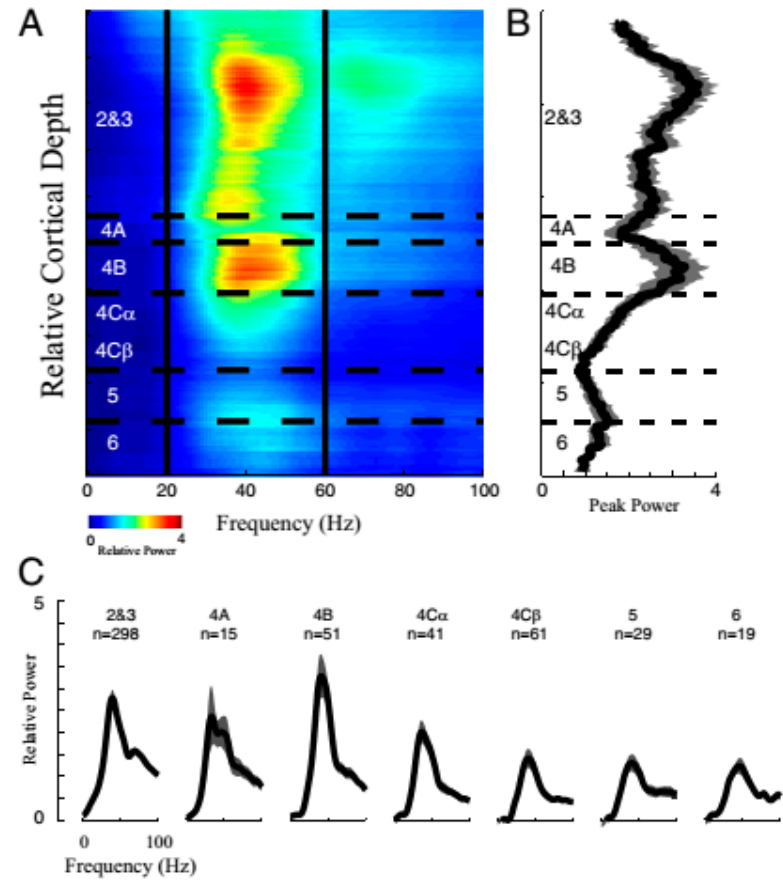 A
B
Relative Cortical Depth
2&3
4A
4B
4Cα
4Cβ
5
6
0 20 40 60 80 100
Frequency (Hz)
0 4
Relative Power
2&3
4A
4B
4Cα
4Cβ
5
6
0 4
Peak Power
C
5
0
Relative Power
2&3 4A 4B 4Cα 4Cβ 5 6
n=298 n=15 n=51 n=41 n=61 n=29 n=19
0 100
Frequency (Hz)